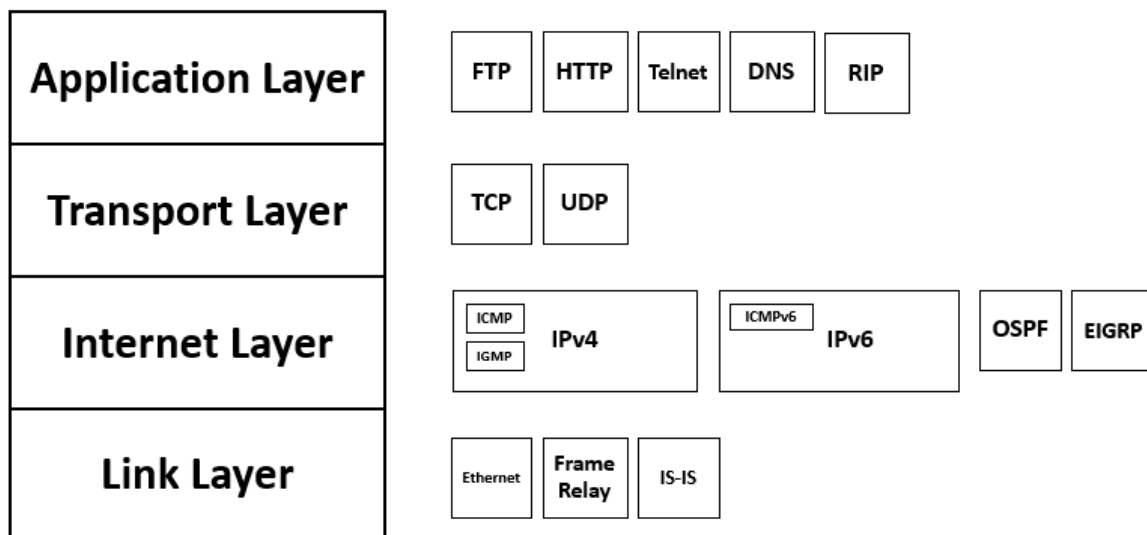 Application Layer
FTP
HTTP
Telnet
DNS
RIP
Transport Layer
TCP
UDP
Internet Layer
ICMP
IGMP
IPv4
ICMPv6
IPv6
OSPF
EIGRP
Link Layer
Ethernet
Frame
Relay
IS-IS